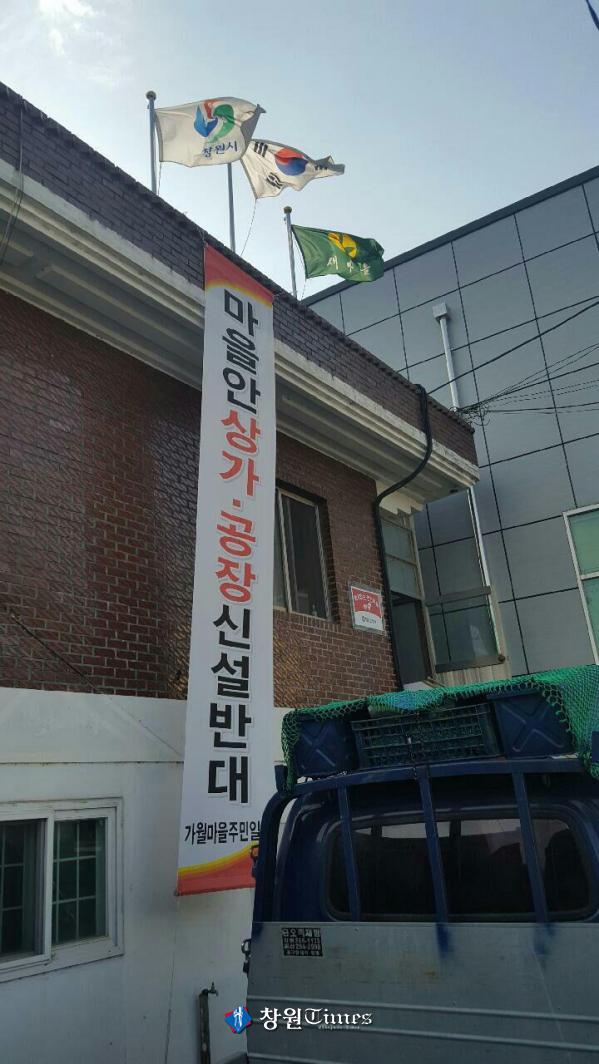 창원시
새마을
마을안상가·공장신설반대
가월마을주민일
창원Times